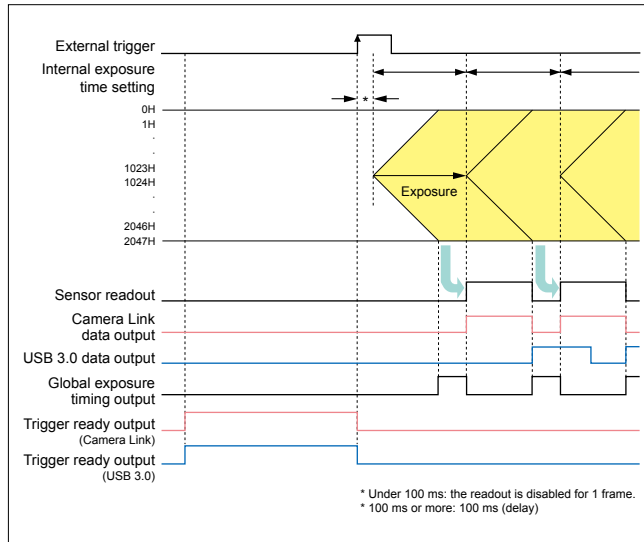 External trigger
Internal exposure
time setting
*
0H
1H
.
.
1023H
1024H
.
.
2046H
2047H
Exposure
Sensor readout
Camera Link
data output
USB 3.0 data output
Global exposure
timing output
Trigger ready output
(Camera Link)
Trigger ready output
(USB 3.0)
* Under 100 ms: the readout is disabled for 1 frame.
* 100 ms or more: 100 ms (delay)